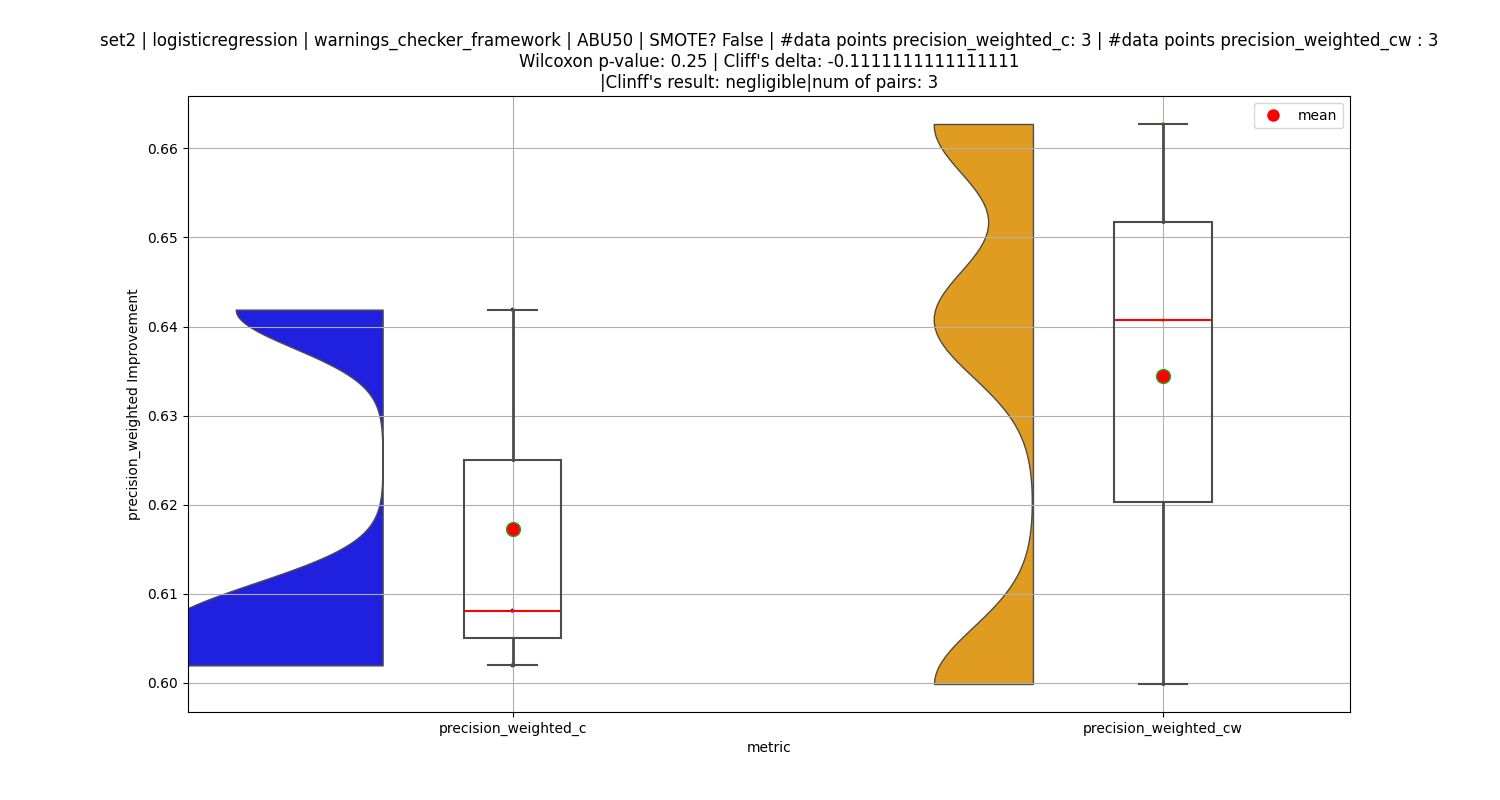 set2 | logisticregression | warnings_checker_framework | ABU50 | SMOTE? False | #data points precision_weighted_c: 3 | #data points precision_weighted_cw : 3
Wilcoxon p-value: 0.25 | Cliff's delta: -0.1111111111111111
|Clinff's result: negligible|num of pairs: 3
mean
0.66
0.65
0.64
0.63
0.62
0.61
0.60
precision_weighted Improvement
precision_weighted_c
precision_weighted_cw
metric